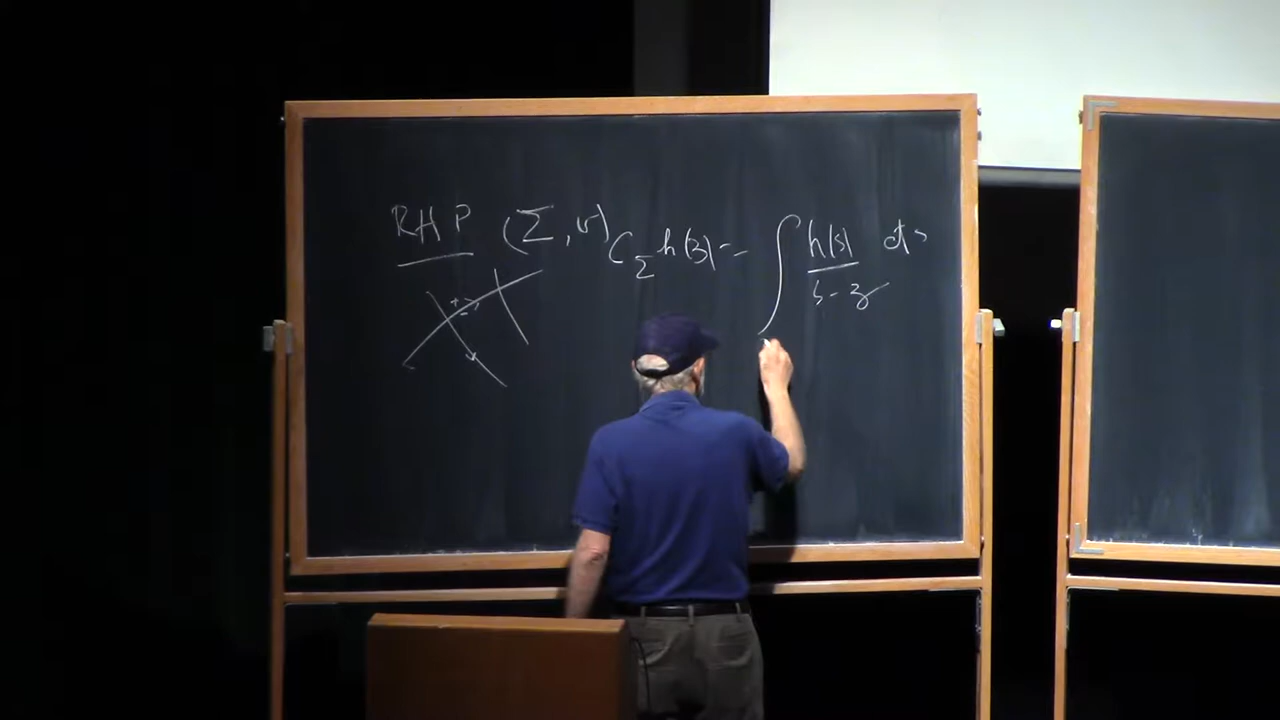 RHP (Σ, v) C_Σ h(z) = ∫ h(s)/(s-z) ds
+
-